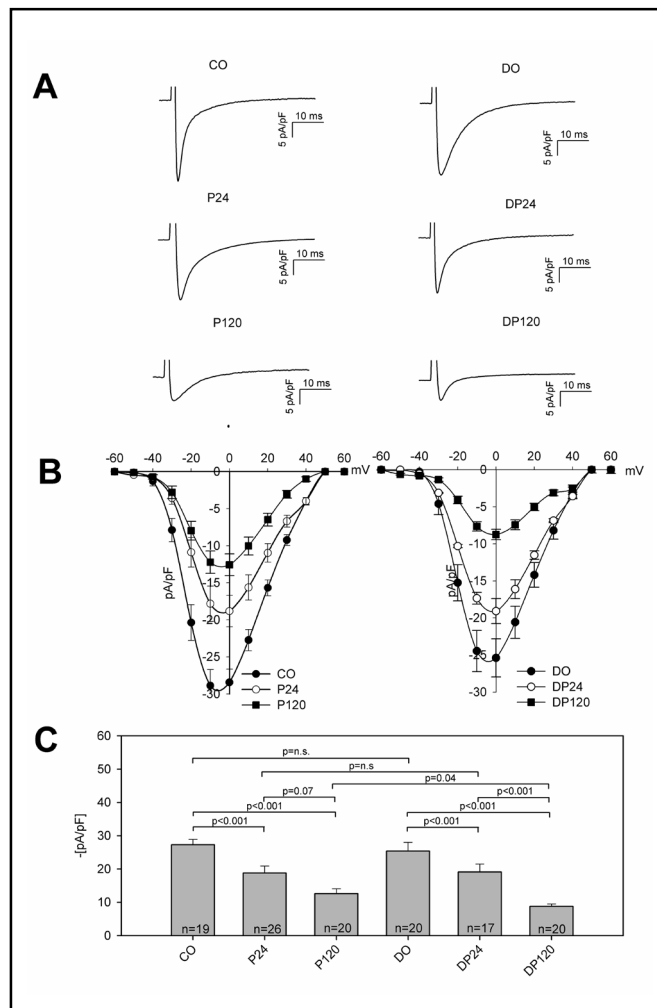 CO
DO
A
10 ms
5 pA/pF
10 ms
5 pA/pF
P24
DP24
10 ms
5 pA/pF
10 ms
5 pA/pF
P120
DP120
10 ms
5 pA/pF
10 ms
5 pA/pF
B
-60 -40 -20 0 20 40 60
mV
-60 -40 -20 0 20 40 60
mV
0
-5
-10
-15
-20
-25
-30
pA/pF
0
-5
-10
-15
-20
-25
-30
pA/pF
CO
P24
P120
DO
DP24
DP120
C
60
50
40
30
20
10
0
-[pA/pF]
p=n.s.
p=n.s
p=0.07
p=0.04
p<0.001
p<0.001
p<0.001
p<0.001
p<0.001
n=19
n=26
n=20
n=20
n=17
n=20
CO
P24
P120
DO
DP24
DP120